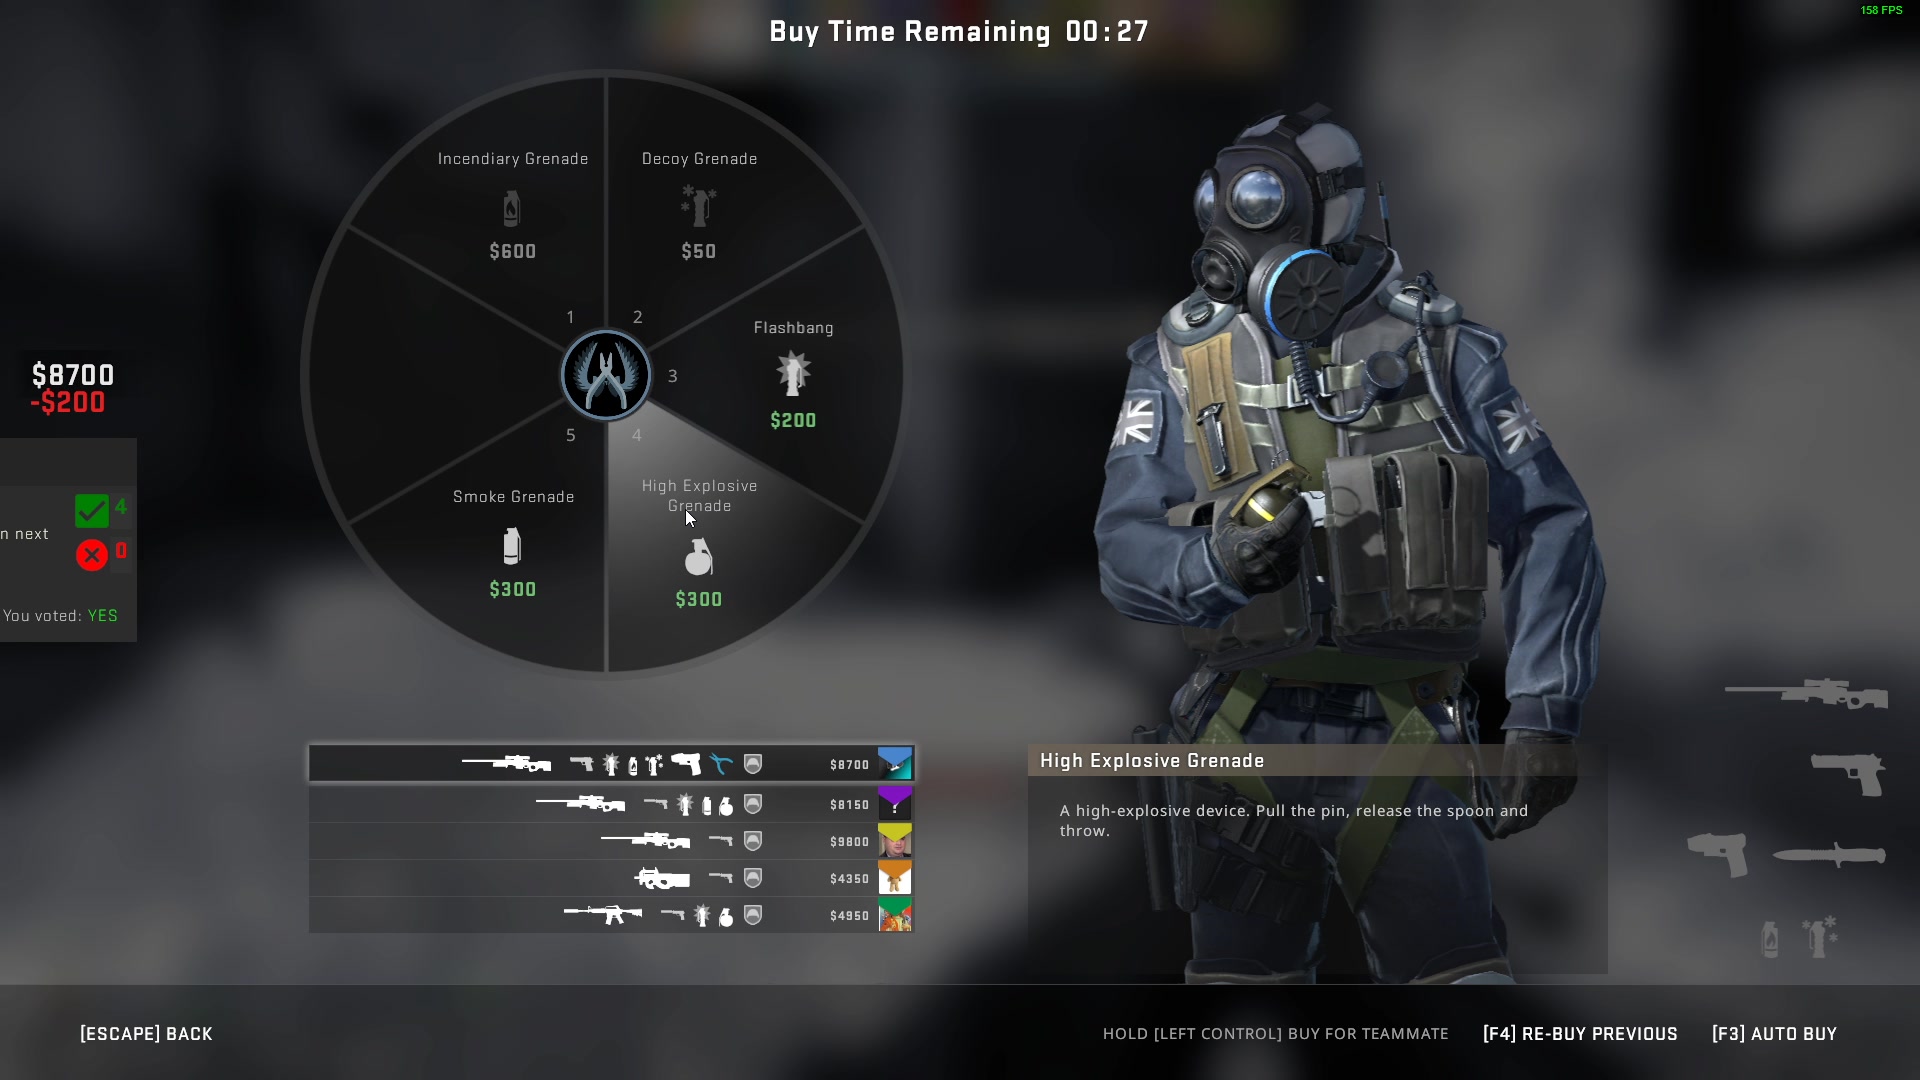 158 FPS
Buy Time Remaining 00:27
Incendiary Grenade
$600
Decoy Grenade
$50
1
2
Flashbang
$200
3
$8700
-$200
5
4
Smoke Grenade
$300
High Explosive
Grenade
$300
4
n next
0
You voted: YES
$8700
$8150
$9800
$4350
$4950
High Explosive Grenade
A high-explosive device. Pull the pin, release the spoon and
throw.
[ESCAPE] BACK
HOLD [LEFT CONTROL] BUY FOR TEAMMATE
[F4] RE-BUY PREVIOUS
[F3] AUTO BUY